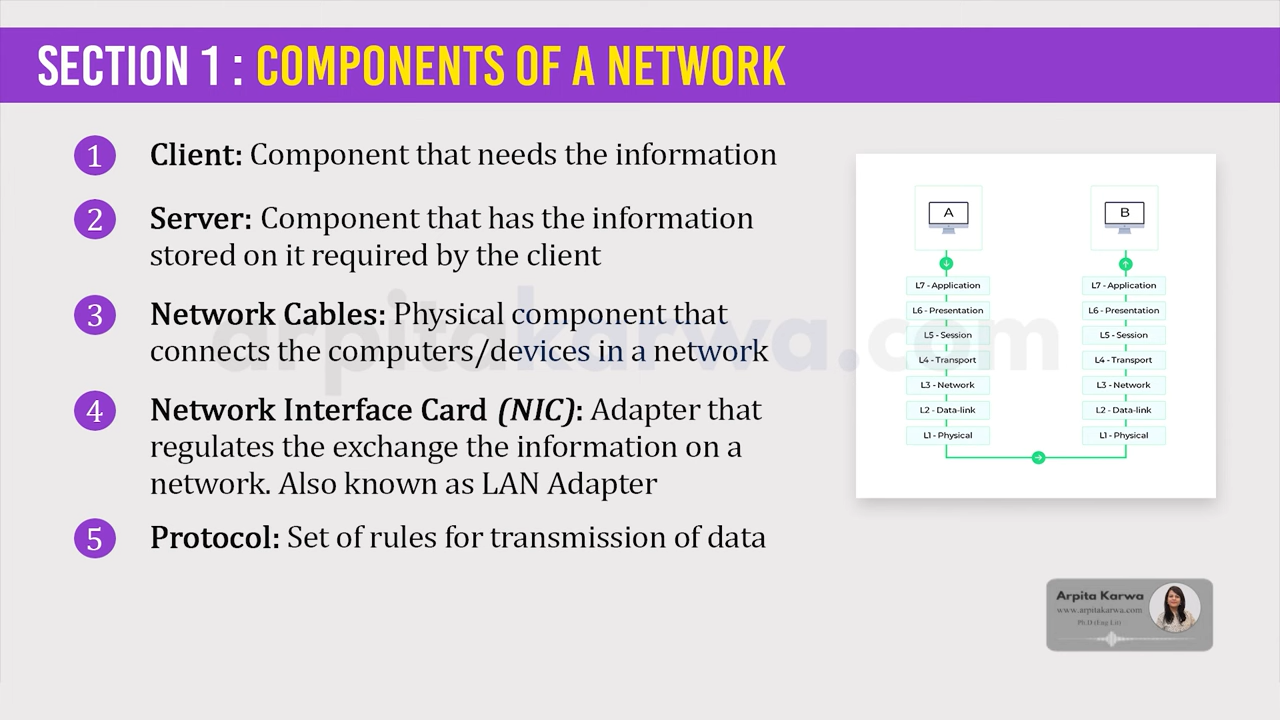 SECTION 1 : COMPONENTS OF A NETWORK
1 Client: Component that needs the information
2 Server: Component that has the information
stored on it required by the client
3 Network Cables: Physical component that
connects the computers/devices in a network
4 Network Interface Card (NIC): Adapter that
regulates the exchange the information on a
network. Also known as LAN Adapter
5 Protocol: Set of rules for transmission of data
arpitakarwa.com
A
L7 - Application
L6 - Presentation
L5 - Session
L4 - Transport
L3 - Network
L2 - Data-link
L1 - Physical
B
L7 - Application
L6 - Presentation
L5 - Session
L4 - Transport
L3 - Network
L2 - Data-link
L1 - Physical
Arpita Karwa
www.arpitakarwa.com
Ph.D (Eng Lit)